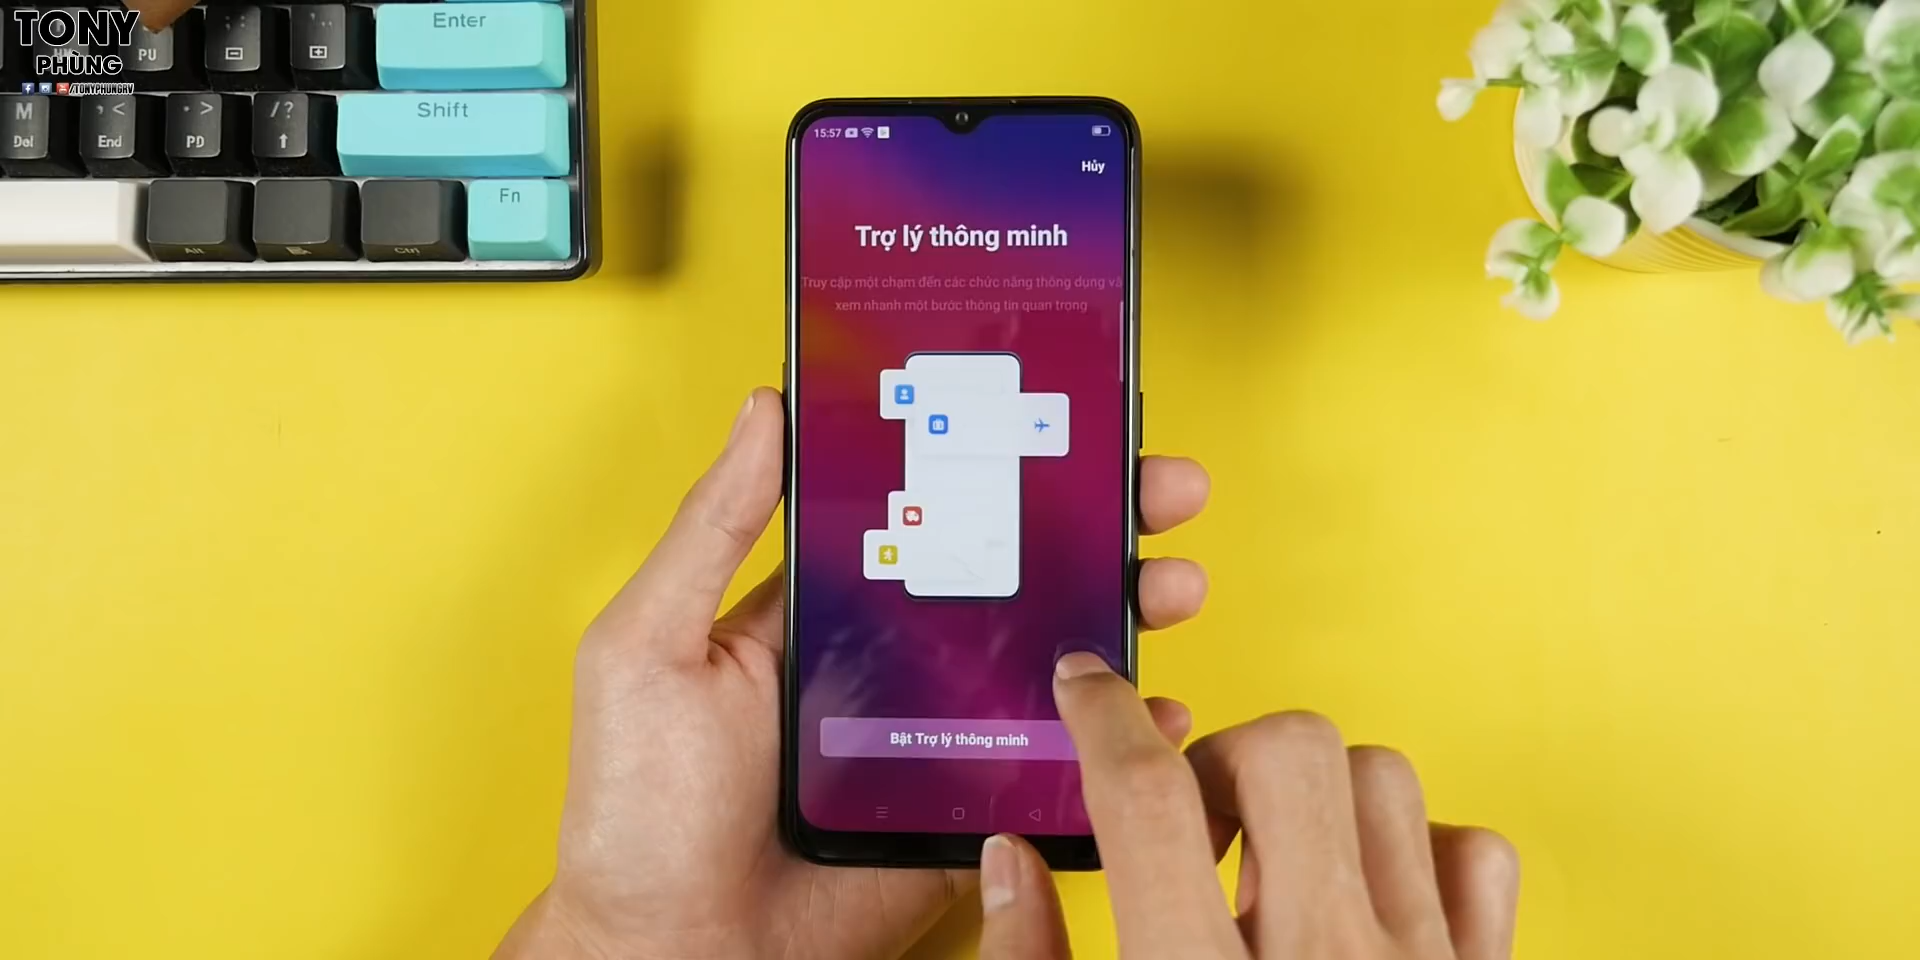 TONY
PHÙNG
/TONYPHUNGRV
PU
Enter
M
Del
< 
End
>
PD
/ ?
Shift
Alt
Ctrl
Fn
15:57
Hủy
Trợ lý thông minh
Truy cập một chạm đến các chức năng thông dụng và
xem nhanh một bước thông tin quan trọng
Bật Trợ lý thông minh